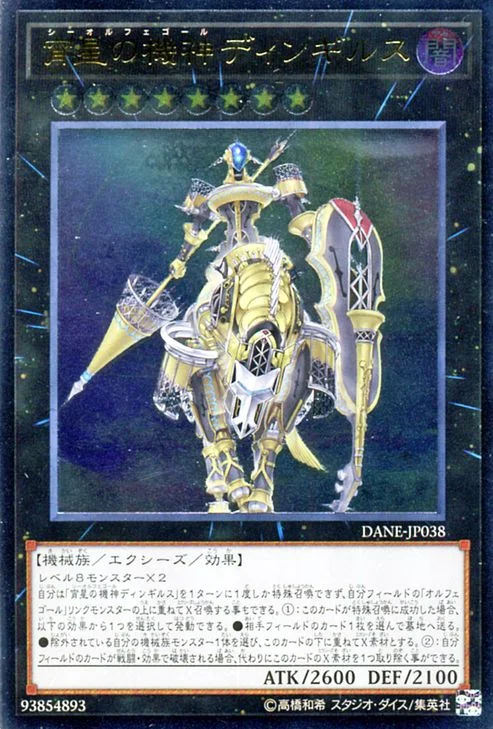 シーオルフェゴール
宵星の機神ディンギルス
闇
DANE-JP038
【機械族／エクシーズ／効果】
レベル８モンスター×２
自分は「宵星の機神ディンギルス」を１ターンに１度しか特殊召喚できず、自分フィールドの「オルフェ
ゴール」リンクモンスターの上に重ねてＸ召喚する事もできる。①：このカードが特殊召喚に成功した場合、
以下の効果から１つを選択して発動できる。●相手フィールドのカード１枚を選んで墓地へ送る。
●除外されている自分の機械族モンスター１体を選び、このカードの下に重ねてＸ素材とする。②：自分
フィールドのカードが戦闘・効果で破壊される場合、代わりにこのカードのＸ素材を１つ取り除く事ができる。
ATK/2600 DEF/2100
93854893
©高橋和希 スタジオ・ダイス/集英社